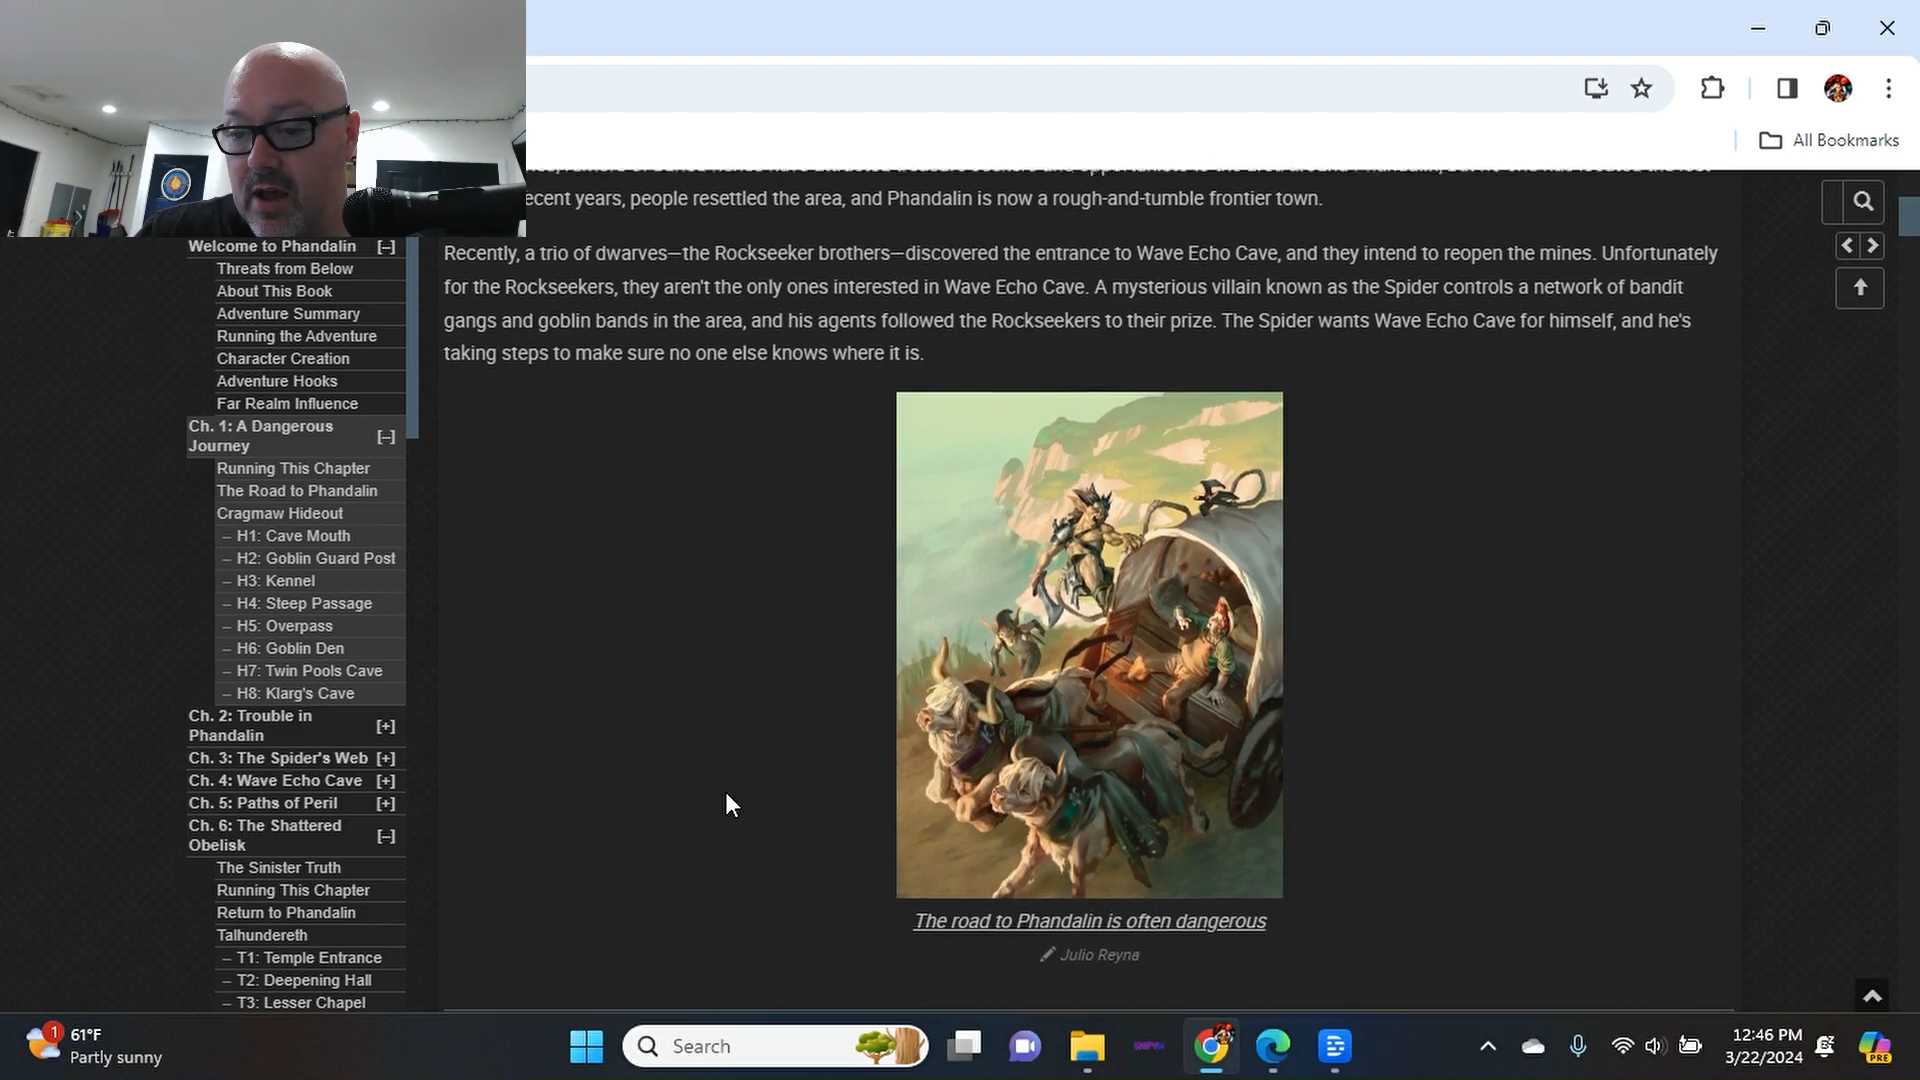 All Bookmarks
ecent years, people resettled the area, and Phandalin is now a rough-and-tumble frontier town.
Recently, a trio of dwarves—the Rockseeker brothers—discovered the entrance to Wave Echo Cave, and they intend to reopen the mines. Unfortunately
for the Rockseekers, they aren't the only ones interested in Wave Echo Cave. A mysterious villain known as the Spider controls a network of bandit
gangs and goblin bands in the area, and his agents followed the Rockseekers to their prize. The Spider wants Wave Echo Cave for himself, and he's
taking steps to make sure no one else knows where it is.
The road to Phandalin is often dangerous
Julio Reyna
Welcome to Phandalin [–]
Threats from Below
About This Book
Adventure Summary
Running the Adventure
Character Creation
Adventure Hooks
Far Realm Influence
Ch. 1: A Dangerous
Journey [–]
Running This Chapter
The Road to Phandalin
Cragmaw Hideout
– H1: Cave Mouth
– H2: Goblin Guard Post
– H3: Kennel
– H4: Steep Passage
– H5: Overpass
– H6: Goblin Den
– H7: Twin Pools Cave
– H8: Klarg's Cave
Ch. 2: Trouble in
Phandalin [+]
Ch. 3: The Spider's Web [+]
Ch. 4: Wave Echo Cave [+]
Ch. 5: Paths of Peril [+]
Ch. 6: The Shattered
Obelisk [–]
The Sinister Truth
Running This Chapter
Return to Phandalin
Talhundereth
– T1: Temple Entrance
– T2: Deepening Hall
– T3: Lesser Chapel
1
61°F
Partly sunny
Search
12:46 PM
3/22/2024
PRE